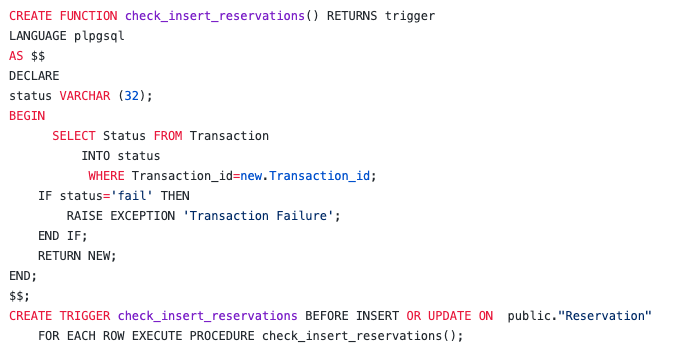 CREATE FUNCTION check_insert_reservations() RETURNS trigger
LANGUAGE plpgsql
AS $$
DECLARE
status VARCHAR (32);
BEGIN
SELECT Status FROM Transaction
INTO status
WHERE Transaction_id=new.Transaction_id;
IF status='fail' THEN
RAISE EXCEPTION 'Transaction Failure';
END IF;
RETURN NEW;
END;
$$;
CREATE TRIGGER check_insert_reservations BEFORE INSERT OR UPDATE ON public."Reservation"
FOR EACH ROW EXECUTE PROCEDURE check_insert_reservations();